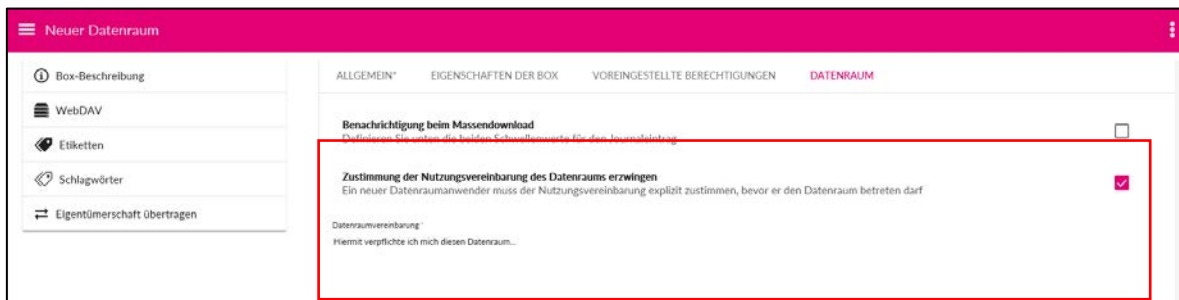 Neuer Datenraum
Box-Beschreibung
WebDAV
Etiketten
Schlagwörter
Eigentümerschaft übertragen
ALLGEMEIN* EIGENSCHAFTEN DER BOX VOREINGESTELLTE BERECHTIGUNGEN DATENRAUM
Benachrichtigung beim Massendownload
Definieren Sie unten die beiden Schwellenwerte für den Journaleintrag
Zustimmung der Nutzungsvereinbarung des Datenraums erzwingen
Ein neuer Datenraumanwender muss der Nutzungsvereinbarung explizit zustimmen, bevor er den Datenraum betreten darf
Datenraumvereinbarung *
Hiermit verpflichte ich mich diesen Datenraum...